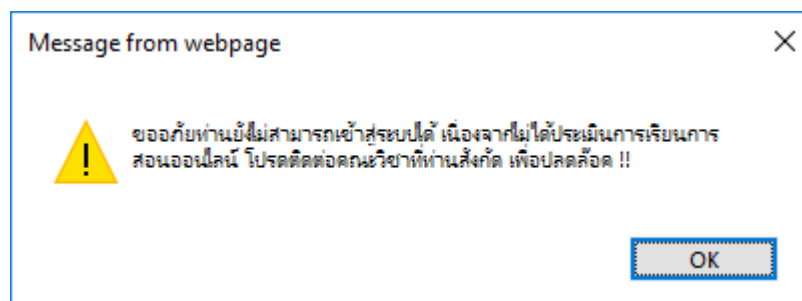 Message from webpage
ขออภัยท่านยังไม่สามารถเข้าสู่ระบบได้ เนื่องจากไม่ได้ประเมินการเรียนการ
สอนออนไลน์ โปรดติดต่อคณะวิชาที่ท่านสังกัด เพื่อปลดล๊อค !!
OK